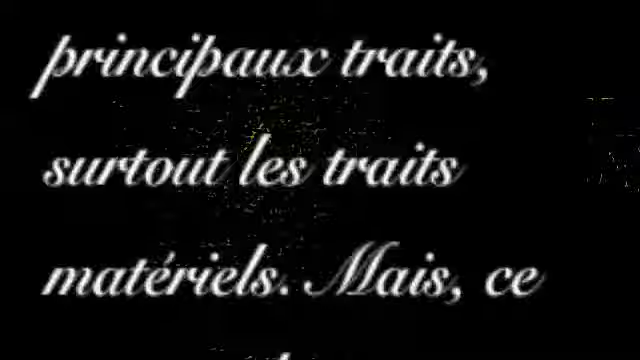 principaux traits,
surtout les traits
matériels. Mais, ce